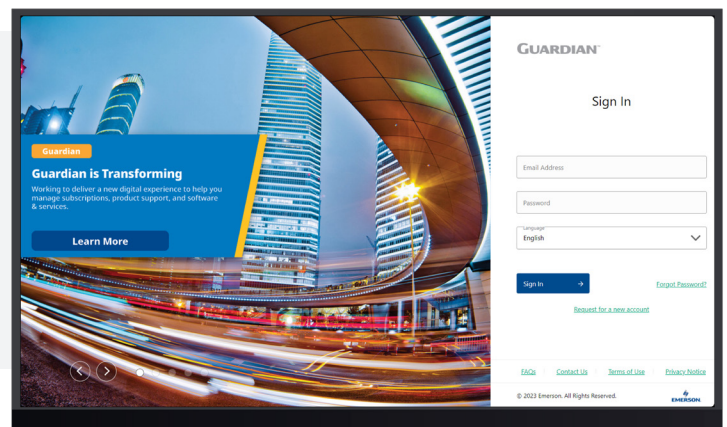 Guardian
Guardian is Transforming
Working to deliver a new digital experience to help you
manage subscriptions, product support, and software
& services.
Learn More
GUARDIAN
Sign In
Email Address
Password
Language
English
Sign In →
Forgot Password?
Request for a new account
FAQs
Contact Us
Terms of Use
Privacy Notice
© 2023 Emerson. All Rights Reserved.
EMERSON